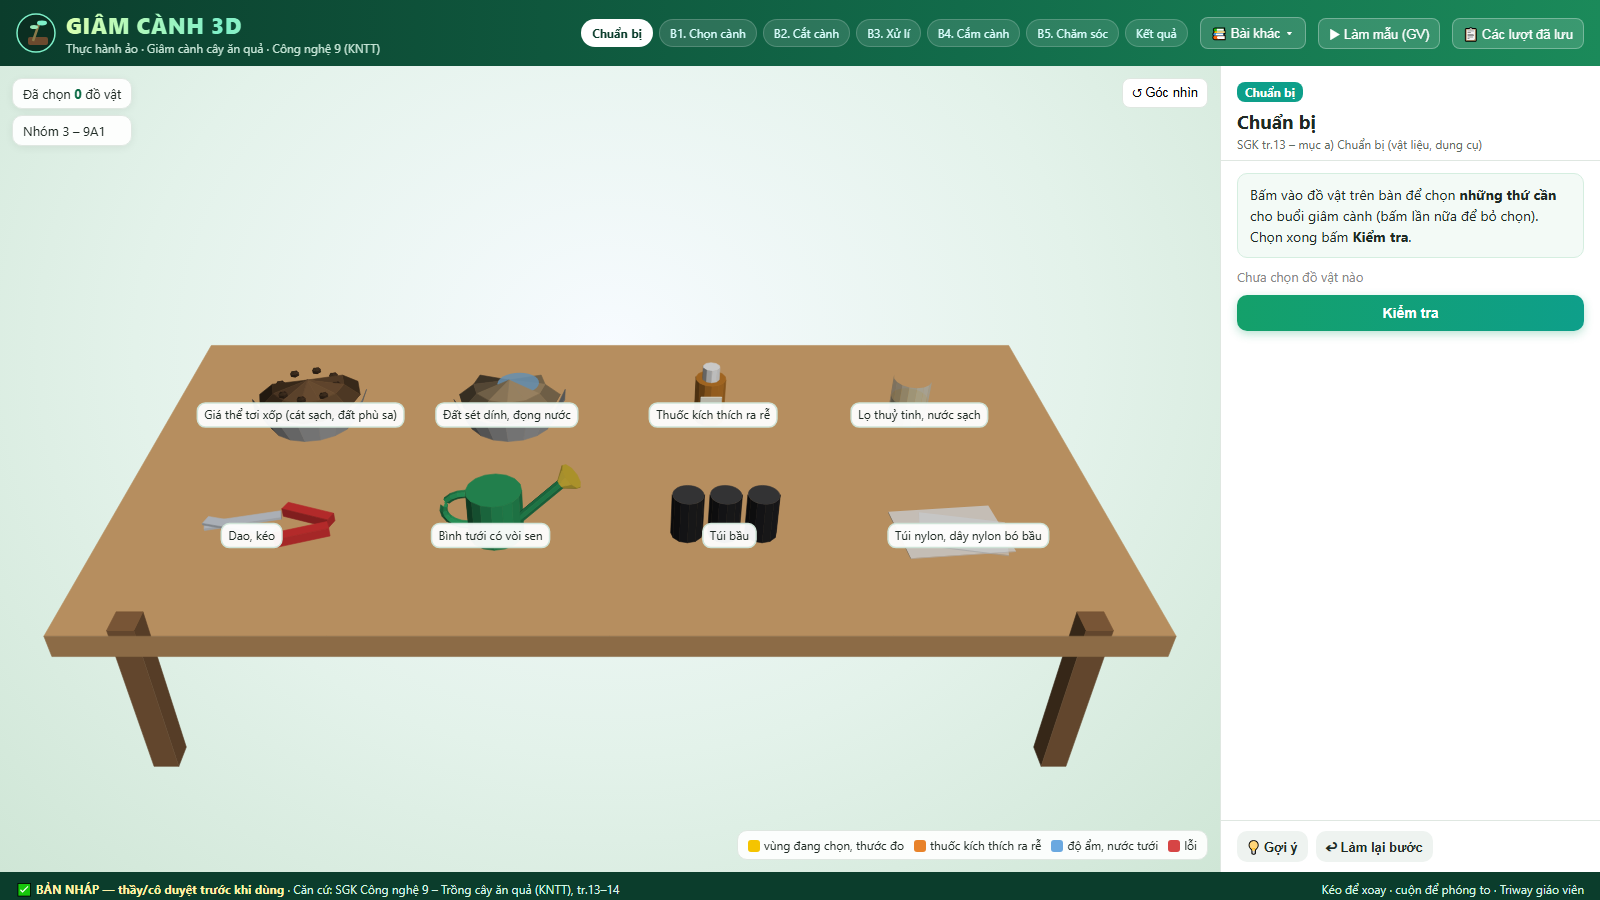 GIÂM CÀNH 3D
Thực hành ảo · Giâm cành cây ăn quả · Công nghệ 9 (KNTT)
Chuẩn bị
B1. Chọn cành
B2. Cắt cành
B3. Xử lí
B4. Cắm cành
B5. Chăm sóc
Kết quả
Bài khác
Làm mẫu (GV)
Các lượt đã lưu
Đã chọn 0 đồ vật
Nhóm 3 – 9A1
Góc nhìn
Giá thể tơi xốp (cát sạch, đất phù sa)
Đất sét dính, đọng nước
Thuốc kích thích ra rễ
Lọ thuỷ tinh, nước sạch
Dao, kéo
Bình tưới có vòi sen
Túi bầu
Túi nylon, dây nylon bó bầu
vùng đang chọn, thước đo
thuốc kích thích ra rễ
độ ẩm, nước tưới
lỗi
Chuẩn bị
Chuẩn bị
SGK tr.13 – mục a) Chuẩn bị (vật liệu, dụng cụ)
Bấm vào đồ vật trên bàn để chọn những thứ cần
cho buổi giâm cành (bấm lần nữa để bỏ chọn).
Chọn xong bấm Kiểm tra.
Chưa chọn đồ vật nào
Kiểm tra
Gợi ý
Làm lại bước
BẢN NHÁP — thầy/cô duyệt trước khi dùng · Căn cứ: SGK Công nghệ 9 – Trồng cây ăn quả (KNTT), tr.13–14
Kéo để xoay · cuộn để phóng to · Triway giáo viên